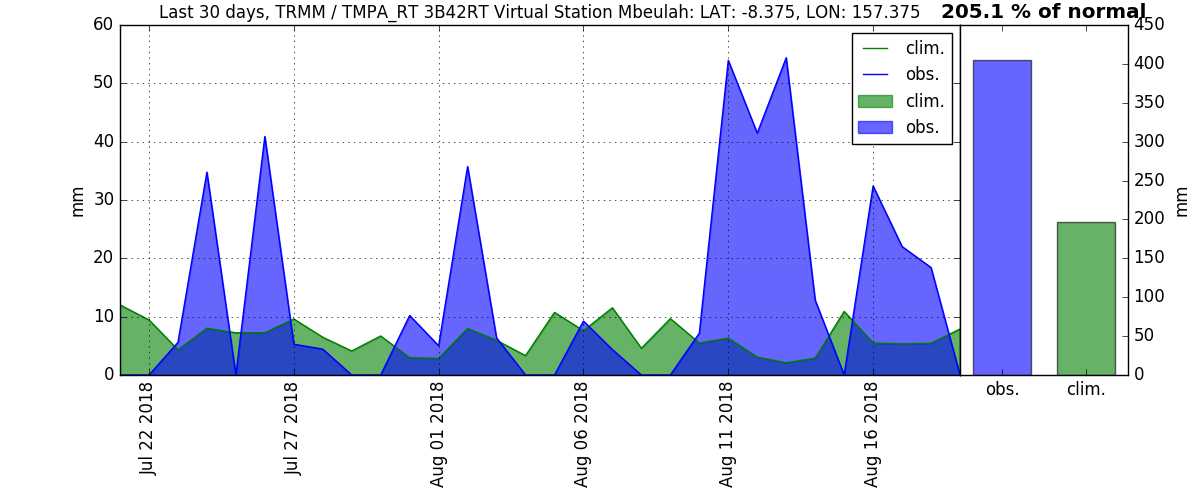 Last 30 days, TRMM / TMPA_RT 3B42RT Virtual Station Mbeulah: LAT: -8.375, LON: 157.375
205.1 % of normal
60
50
40
30
20
10
0
mm
clim.
obs.
clim.
obs.
Jul 22 2018
Jul 27 2018
Aug 01 2018
Aug 06 2018
Aug 11 2018
Aug 16 2018
450
400
350
300
250
200
150
100
50
0
mm
obs.
clim.